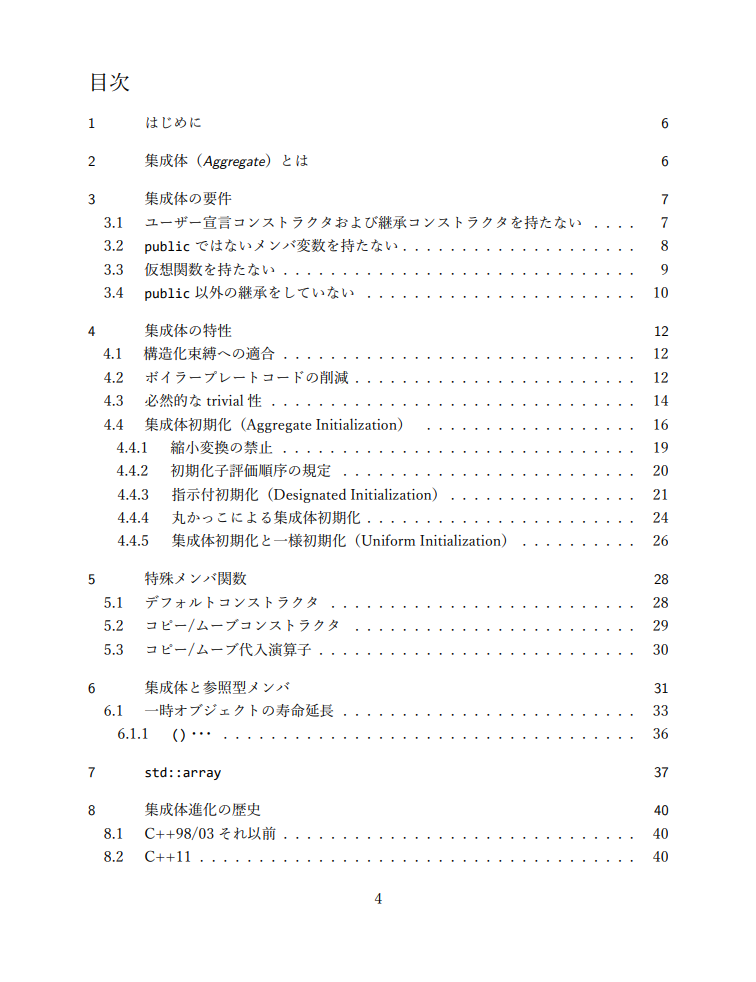 目次
1 はじめに 6
2 集成体（Aggregate）とは 6
3 集成体の要件 7
3.1 ユーザー宣言コンストラクタおよび継承コンストラクタを持たない . . . . 7
3.2 public ではないメンバ変数を持たない . . . . . . . . . . . . . . . . . . . . 8
3.3 仮想関数を持たない . . . . . . . . . . . . . . . . . . . . . . . . . . . . . . 9
3.4 public 以外の継承をしていない . . . . . . . . . . . . . . . . . . . . . . . 10
4 集成体の特性 12
4.1 構造化束縛への適合 . . . . . . . . . . . . . . . . . . . . . . . . . . . . . . 12
4.2 ボイラープレートコードの削減 . . . . . . . . . . . . . . . . . . . . . . . . 12
4.3 必然的な trivial 性 . . . . . . . . . . . . . . . . . . . . . . . . . . . . . . . 14
4.4 集成体初期化（Aggregate Initialization） . . . . . . . . . . . . . . . . . . 16
4.4.1 縮小変換の禁止 . . . . . . . . . . . . . . . . . . . . . . . . . . . . . . 19
4.4.2 初期化子評価順序の規定 . . . . . . . . . . . . . . . . . . . . . . . . . 20
4.4.3 指示付初期化（Designated Initialization） . . . . . . . . . . . . . . . . 21
4.4.4 丸かっこによる集成体初期化 . . . . . . . . . . . . . . . . . . . . . . . 24
4.4.5 集成体初期化と一様初期化（Uniform Initialization） . . . . . . . . . . 26
5 特殊メンバ関数 28
5.1 デフォルトコンストラクタ . . . . . . . . . . . . . . . . . . . . . . . . . . 28
5.2 コピー/ムーブコンストラクタ . . . . . . . . . . . . . . . . . . . . . . . . 29
5.3 コピー/ムーブ代入演算子 . . . . . . . . . . . . . . . . . . . . . . . . . . . 30
6 集成体と参照型メンバ 31
6.1 一時オブジェクトの寿命延長 . . . . . . . . . . . . . . . . . . . . . . . . . 33
6.1.1 () ··· . . . . . . . . . . . . . . . . . . . . . . . . . . . . . . . . . . . 36
7 std::array 37
8 集成体進化の歴史 40
8.1 C++98/03 それ以前 . . . . . . . . . . . . . . . . . . . . . . . . . . . . . . 40
8.2 C++11 . . . . . . . . . . . . . . . . . . . . . . . . . . . . . . . . . . . . . 40
4